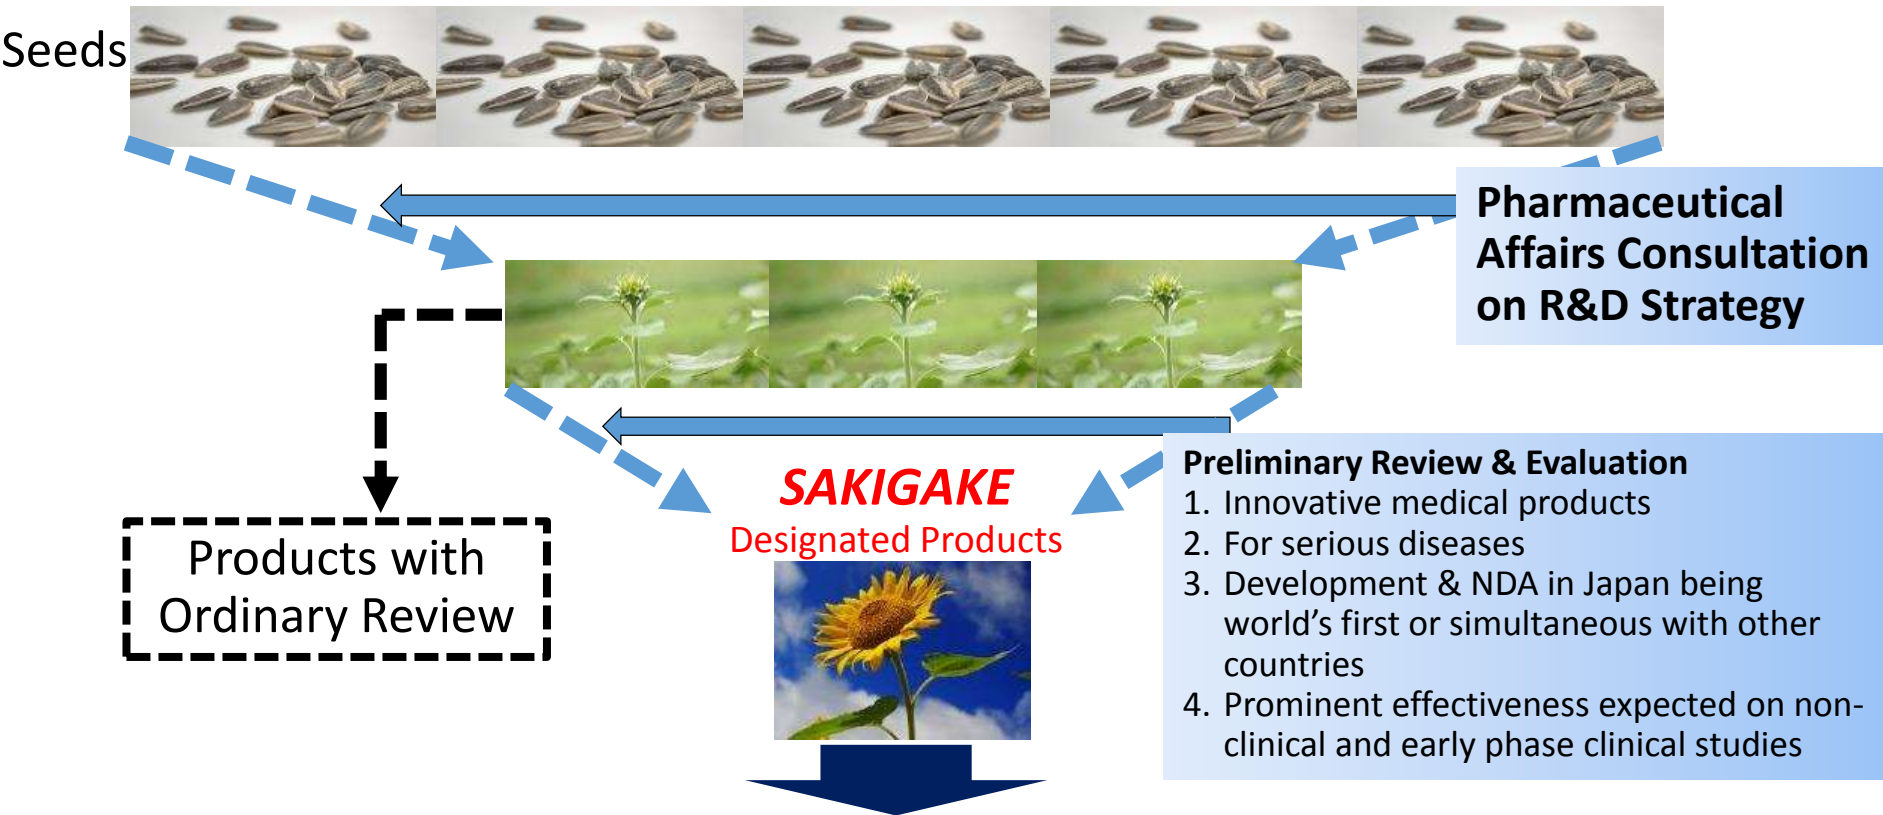 Seeds
Pharmaceutical
Affairs Consultation
on R&D Strategy
SAKIGAKE
Designated Products
Products with
Ordinary Review
Preliminary Review & Evaluation
1. Innovative medical products
2. For serious diseases
3. Development & NDA in Japan being
world’s first or simultaneous with other
countries
4. Prominent effectiveness expected on non-
clinical and early phase clinical studies